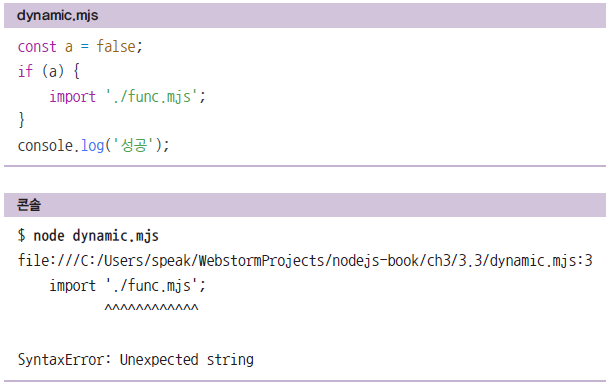 dynamic.mjs
const a = false;
if (a) {
    import './func.mjs';
}
console.log('성공');
콘솔
$ node dynamic.mjs
file:///C:/Users/speak/WebstormProjects/nodejs-book/ch3/3.3/dynamic.mjs:3
    import './func.mjs';
           ^^^^^^^^^^^^
SyntaxError: Unexpected string